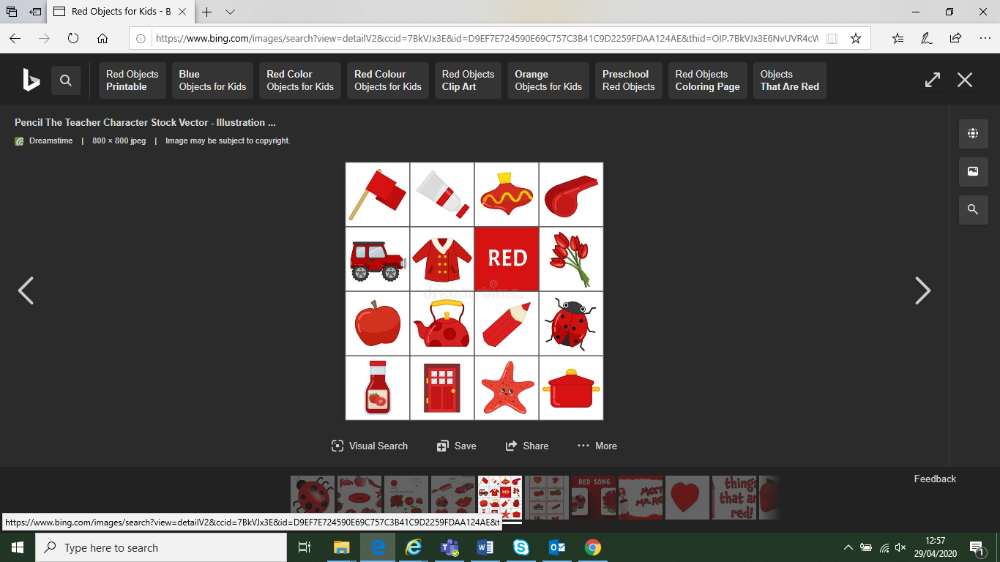 Red Objects for Kids - B
https://www.bing.com/images/search?view=detailV2&ccid=7BkVJx3E&id=D9EF7E724590E69C757C3B41C9D2259FDAA124AE&thid=OIP.7BkVJx3E6NvUVR4cW
Red Objects
Printable
Blue
Objects for Kids
Red Color
Objects for Kids
Red Colour
Objects for Kids
Red Objects
Clip Art
Orange
Objects for Kids
Preschool
Red Objects
Red Objects
Coloring Page
Objects
That Are Red
Pencil The Teacher Character Stock Vector - Illustration ...
Dreamstime | 800 × 800 jpeg | Image may be subject to copyright.
RED
dreamstime.
Visual Search
Save
Share
More
Feedback
RED
RED SONG
MEET
MR.RE
things
that ar
red!
https://www.bing.com/images/search?view=detailV2&ccid=7BkVJx3E&id=D9EF7E724590E69C757C3B41C9D2259FDAA124AE&t
Type here to search
12:57
29/04/2020
1